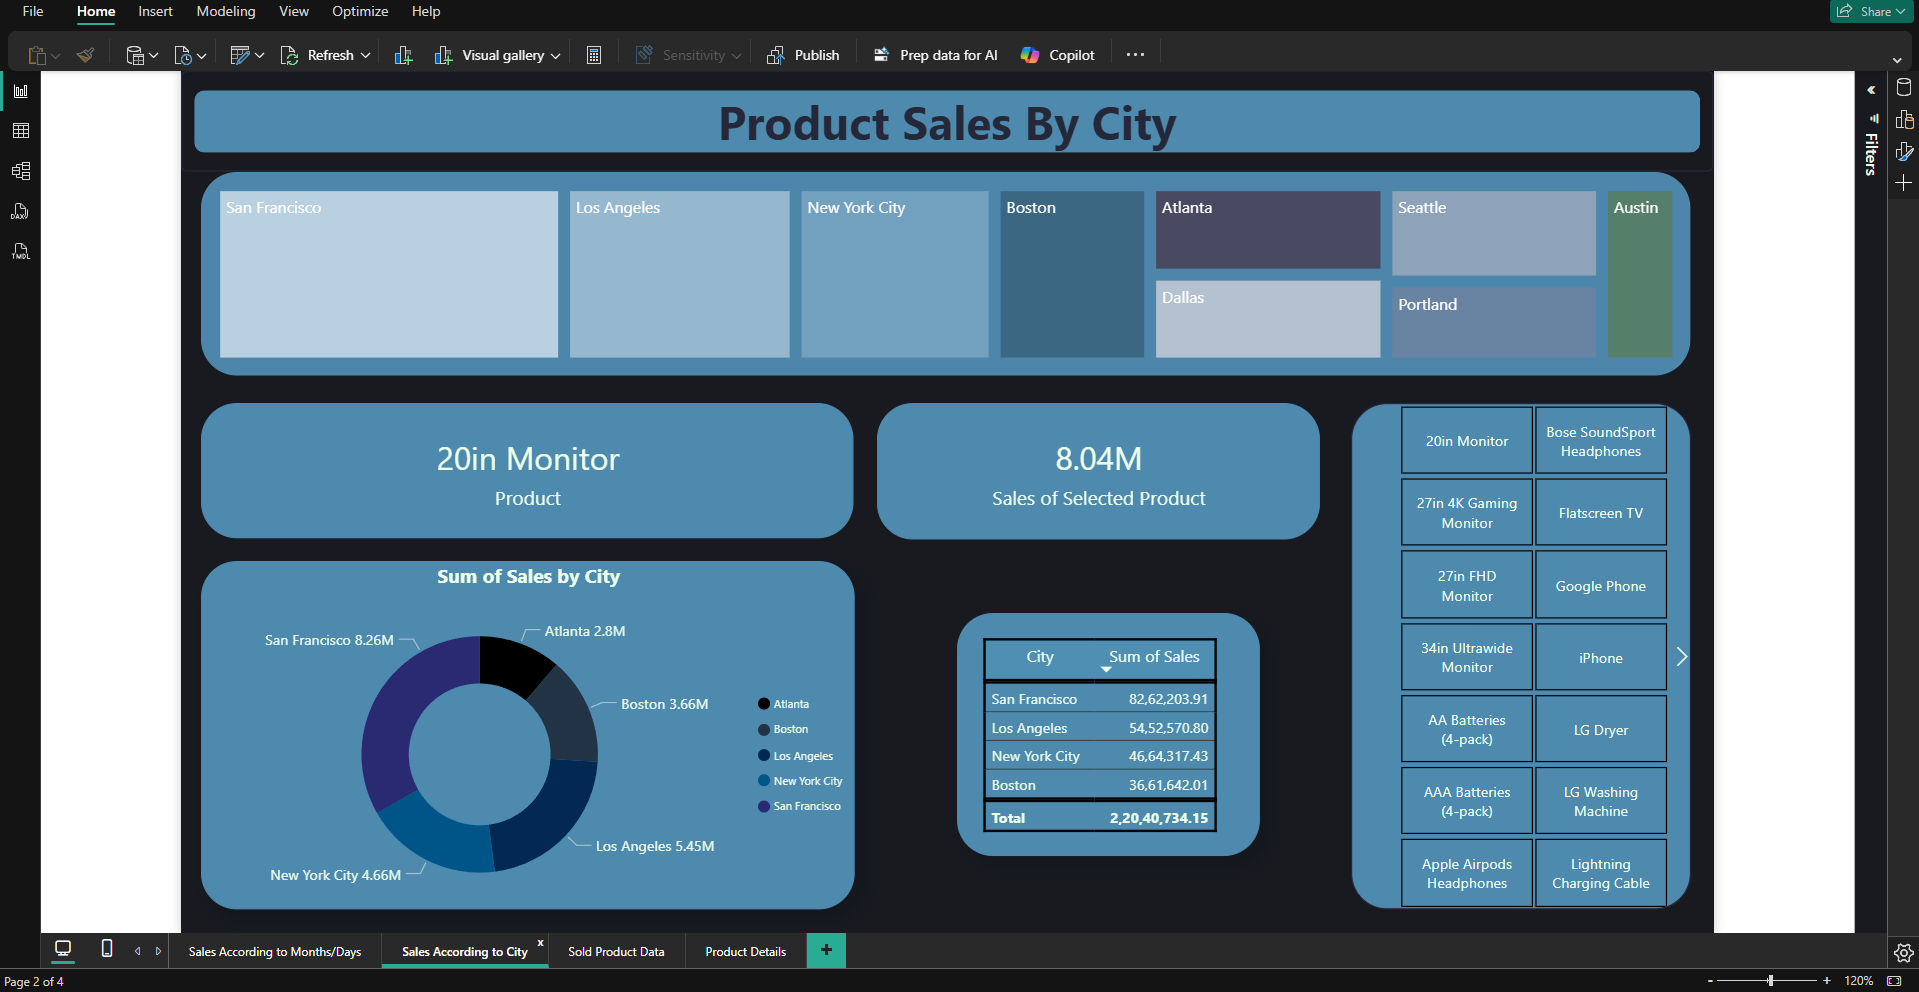 File Home Insert Modeling View Optimize Help
Share
Refresh Visual gallery Sensitivity Publish Prep data for AI Copilot
DAX
TMDL
Filters
Product Sales By City
San Francisco
Los Angeles
New York City
Boston
Atlanta
Dallas
Seattle
Portland
Austin
20in Monitor
Product
8.04M
Sales of Selected Product
20in Monitor
Bose SoundSport
Headphones
27in 4K Gaming
Monitor
Flatscreen TV
27in FHD
Monitor
Google Phone
34in Ultrawide
Monitor
iPhone
AA Batteries
(4-pack)
LG Dryer
AAA Batteries
(4-pack)
LG Washing
Machine
Apple Airpods
Headphones
Lightning
Charging Cable
Sum of Sales by City
San Francisco 8.26M
Atlanta 2.8M
Boston 3.66M
Los Angeles 5.45M
New York City 4.66M
Atlanta
Boston
Los Angeles
New York City
San Francisco
City Sum of Sales
San Francisco 82,62,203.91
Los Angeles 54,52,570.80
New York City 46,64,317.43
Boston 36,61,642.01
Total 2,20,40,734.15
Sales According to Months/Days Sales According to City x Sold Product Data Product Details +
Page 2 of 4
- + 120%